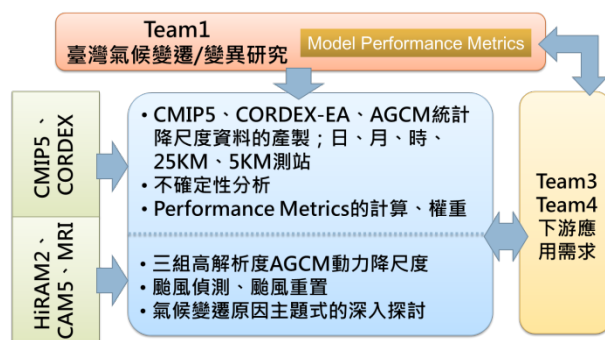 Team1
臺灣氣候變遷/變異研究
Model Performance Metrics
CMIP5、
CORDEX
HiRAM2、
CAM5、MRI
• CMIP5、CORDEX-EA、AGCM統計
降尺度資料的產製；日、月、時、
25KM、5KM測站
• 不確定性分析
• Performance Metrics的計算、權重
• 三組高解析度AGCM動力降尺度
• 颱風偵測、颱風重置
• 氣候變遷原因主題式的深入探討
Team3
Team4
下游應
用需求